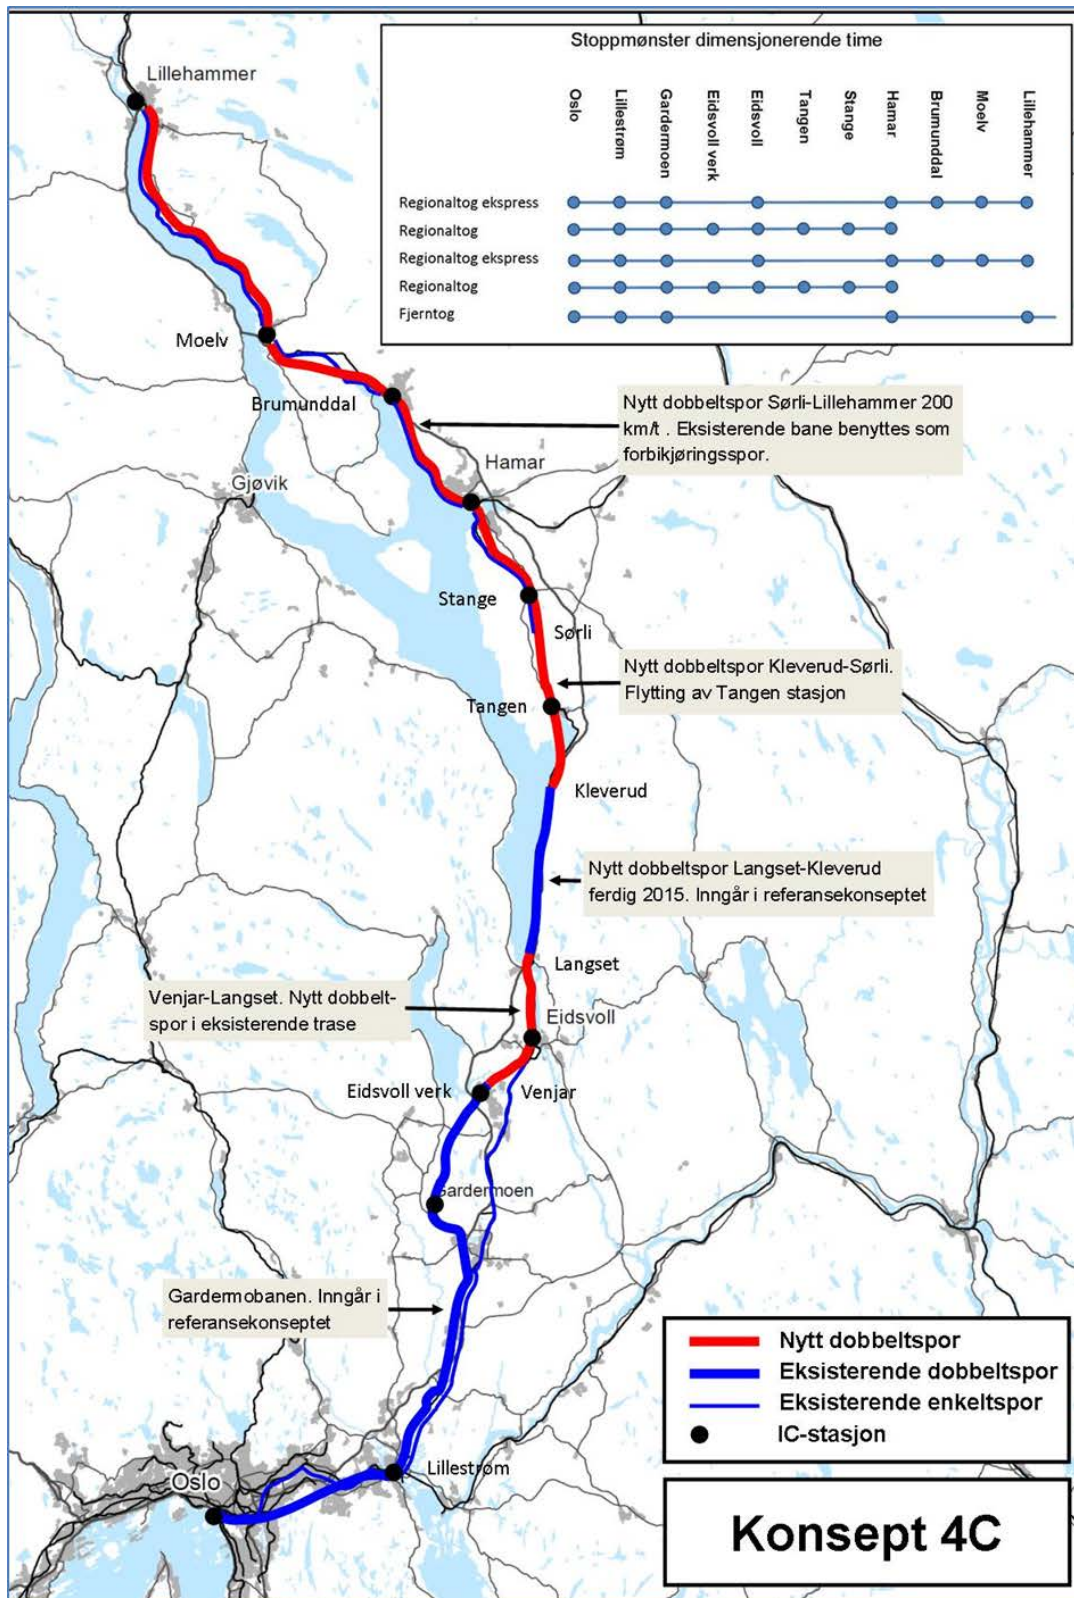 Stoppmønster dimensjonerende time
Oslo
Lillestrøm
Gardermoen
Eidsvoll verk
Eidsvoll
Tangen
Stange
Hamar
Brumunddal
Moelv
Lillehammer
Regionaltog ekspress
Regionaltog
Regionaltog ekspress
Regionaltog
Fjerntog
Lillehammer
Moelv
Brumunddal
Nytt dobbeltspor Sørli-Lillehammer 200
km/t . Eksisterende bane benyttes som
forbikjøringsspor.
Hamar
Gjøvik
Stange
Sørli
Nytt dobbeltspor Kleverud-Sørli.
Flytting av Tangen stasjon
Tangen
Kleverud
Nytt dobbeltspor Langset-Kleverud
ferdig 2015. Inngår i referansekonseptet
Langset
Venjar-Langset. Nytt dobbelt-
spor i eksisterende trase
Eidsvoll
Eidsvoll verk
Venjar
Gardermoen
Gardermobanen. Inngår i
referansekonseptet
Nytt dobbeltspor
Eksisterende dobbeltspor
Eksisterende enkeltspor
IC-stasjon
Lillestrøm
Oslo
Konsept 4C